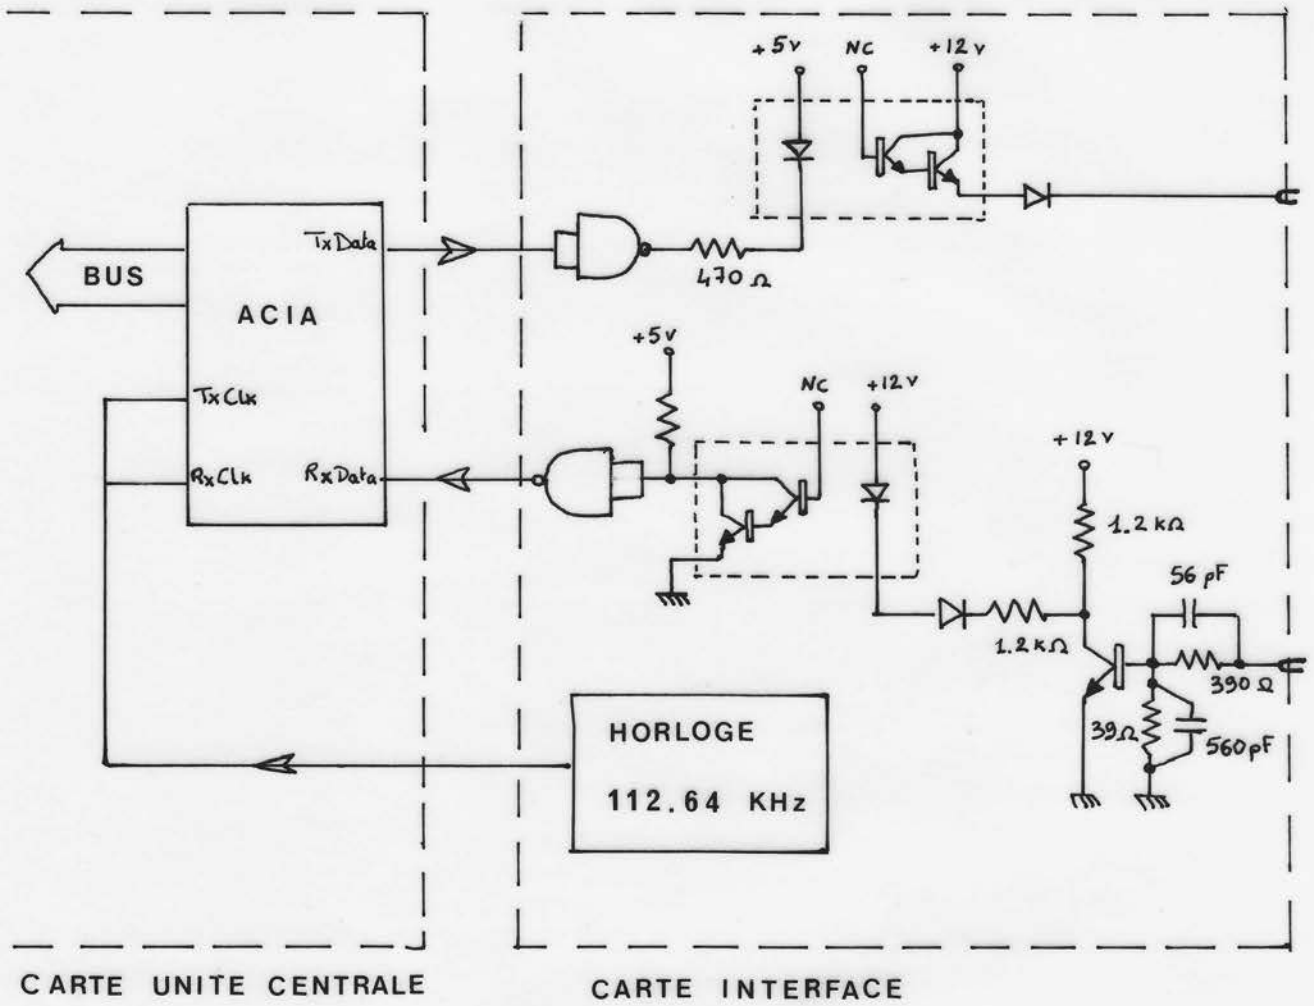 +5v
NC
+12v
TxData
BUS
470 Ω
ACIA
+5v
NC
+12v
TxClk
+12v
RxClk
RxData
1.2 kΩ
56 pF
1.2 kΩ
390 Ω
HORLOGE
39Ω
560pF
112.64 KHz
CARTE UNITE CENTRALE
CARTE INTERFACE